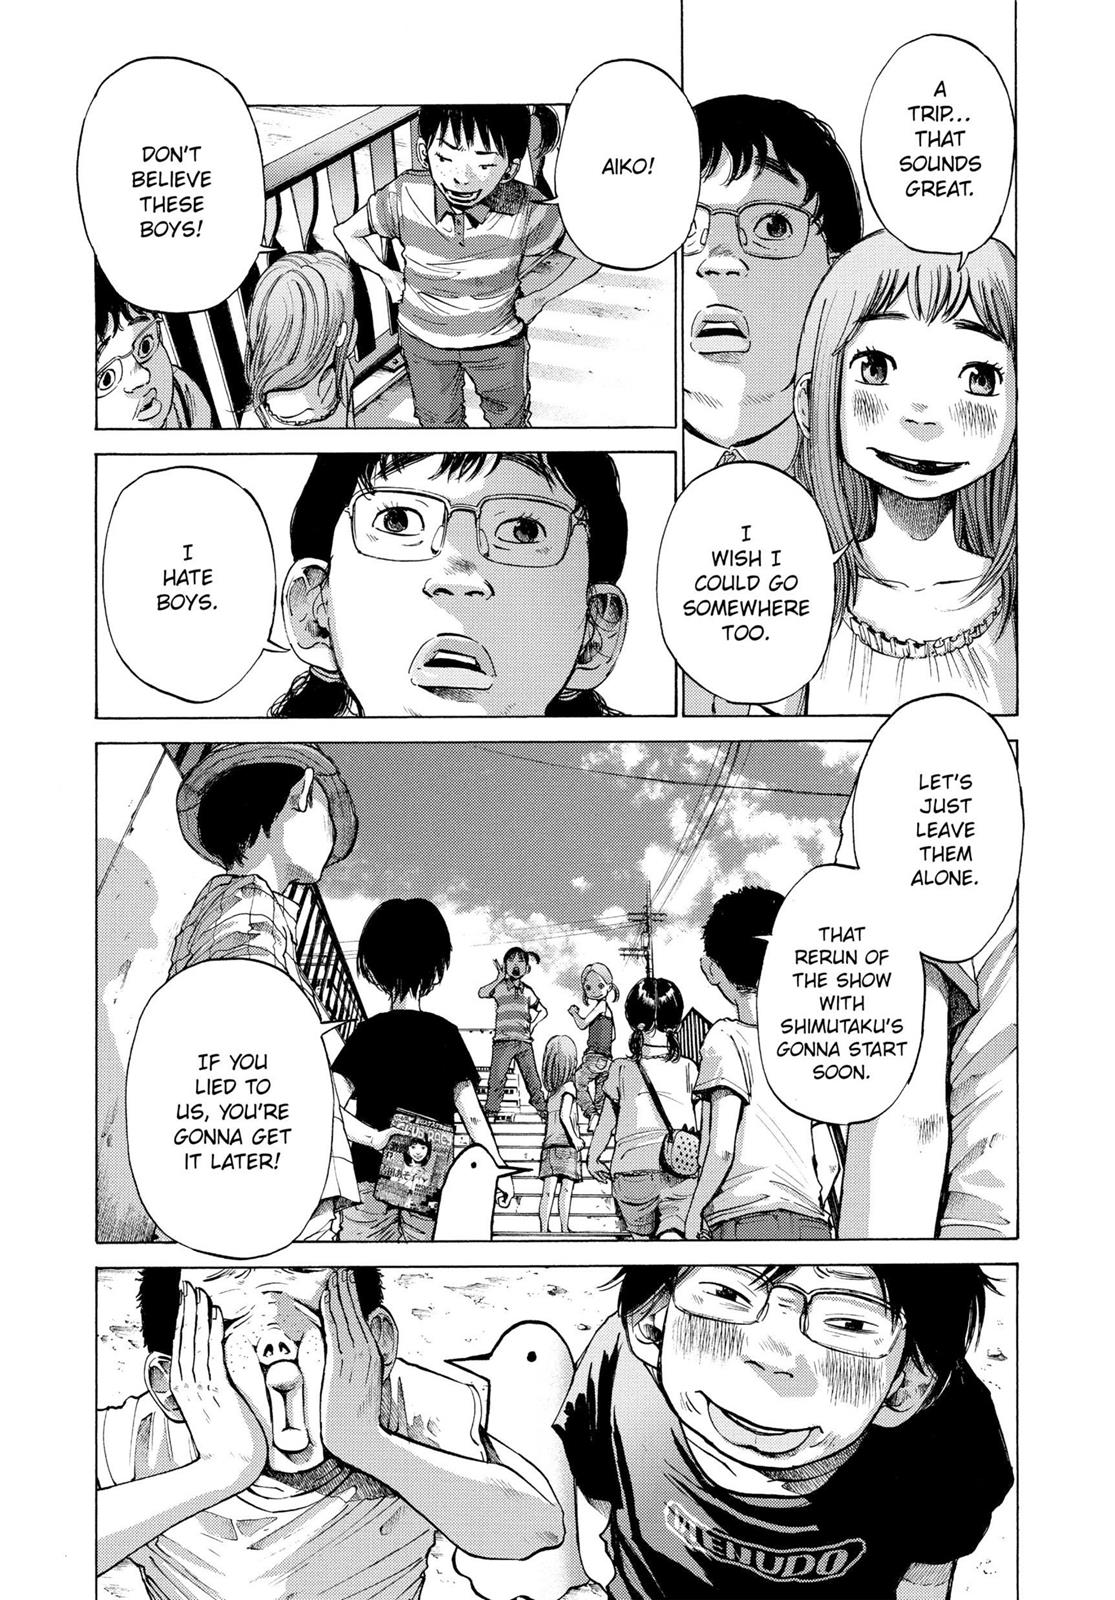 A
TRIP...
THAT
SOUNDS
GREAT.
I
WISH I
COULD GO
SOMEWHERE
TOO.
AIKO!
DON'T
BELIEVE
THESE
BOYS!
I
HATE
BOYS.
LET'S
JUST
LEAVE
THEM
ALONE.
THAT
RERUN OF
THE SHOW
WITH
SHIMUTAKU'S
GONNA START
SOON.
IF YOU
LIED TO
US, YOU'RE
GONNA GET
IT LATER!
MENUDO